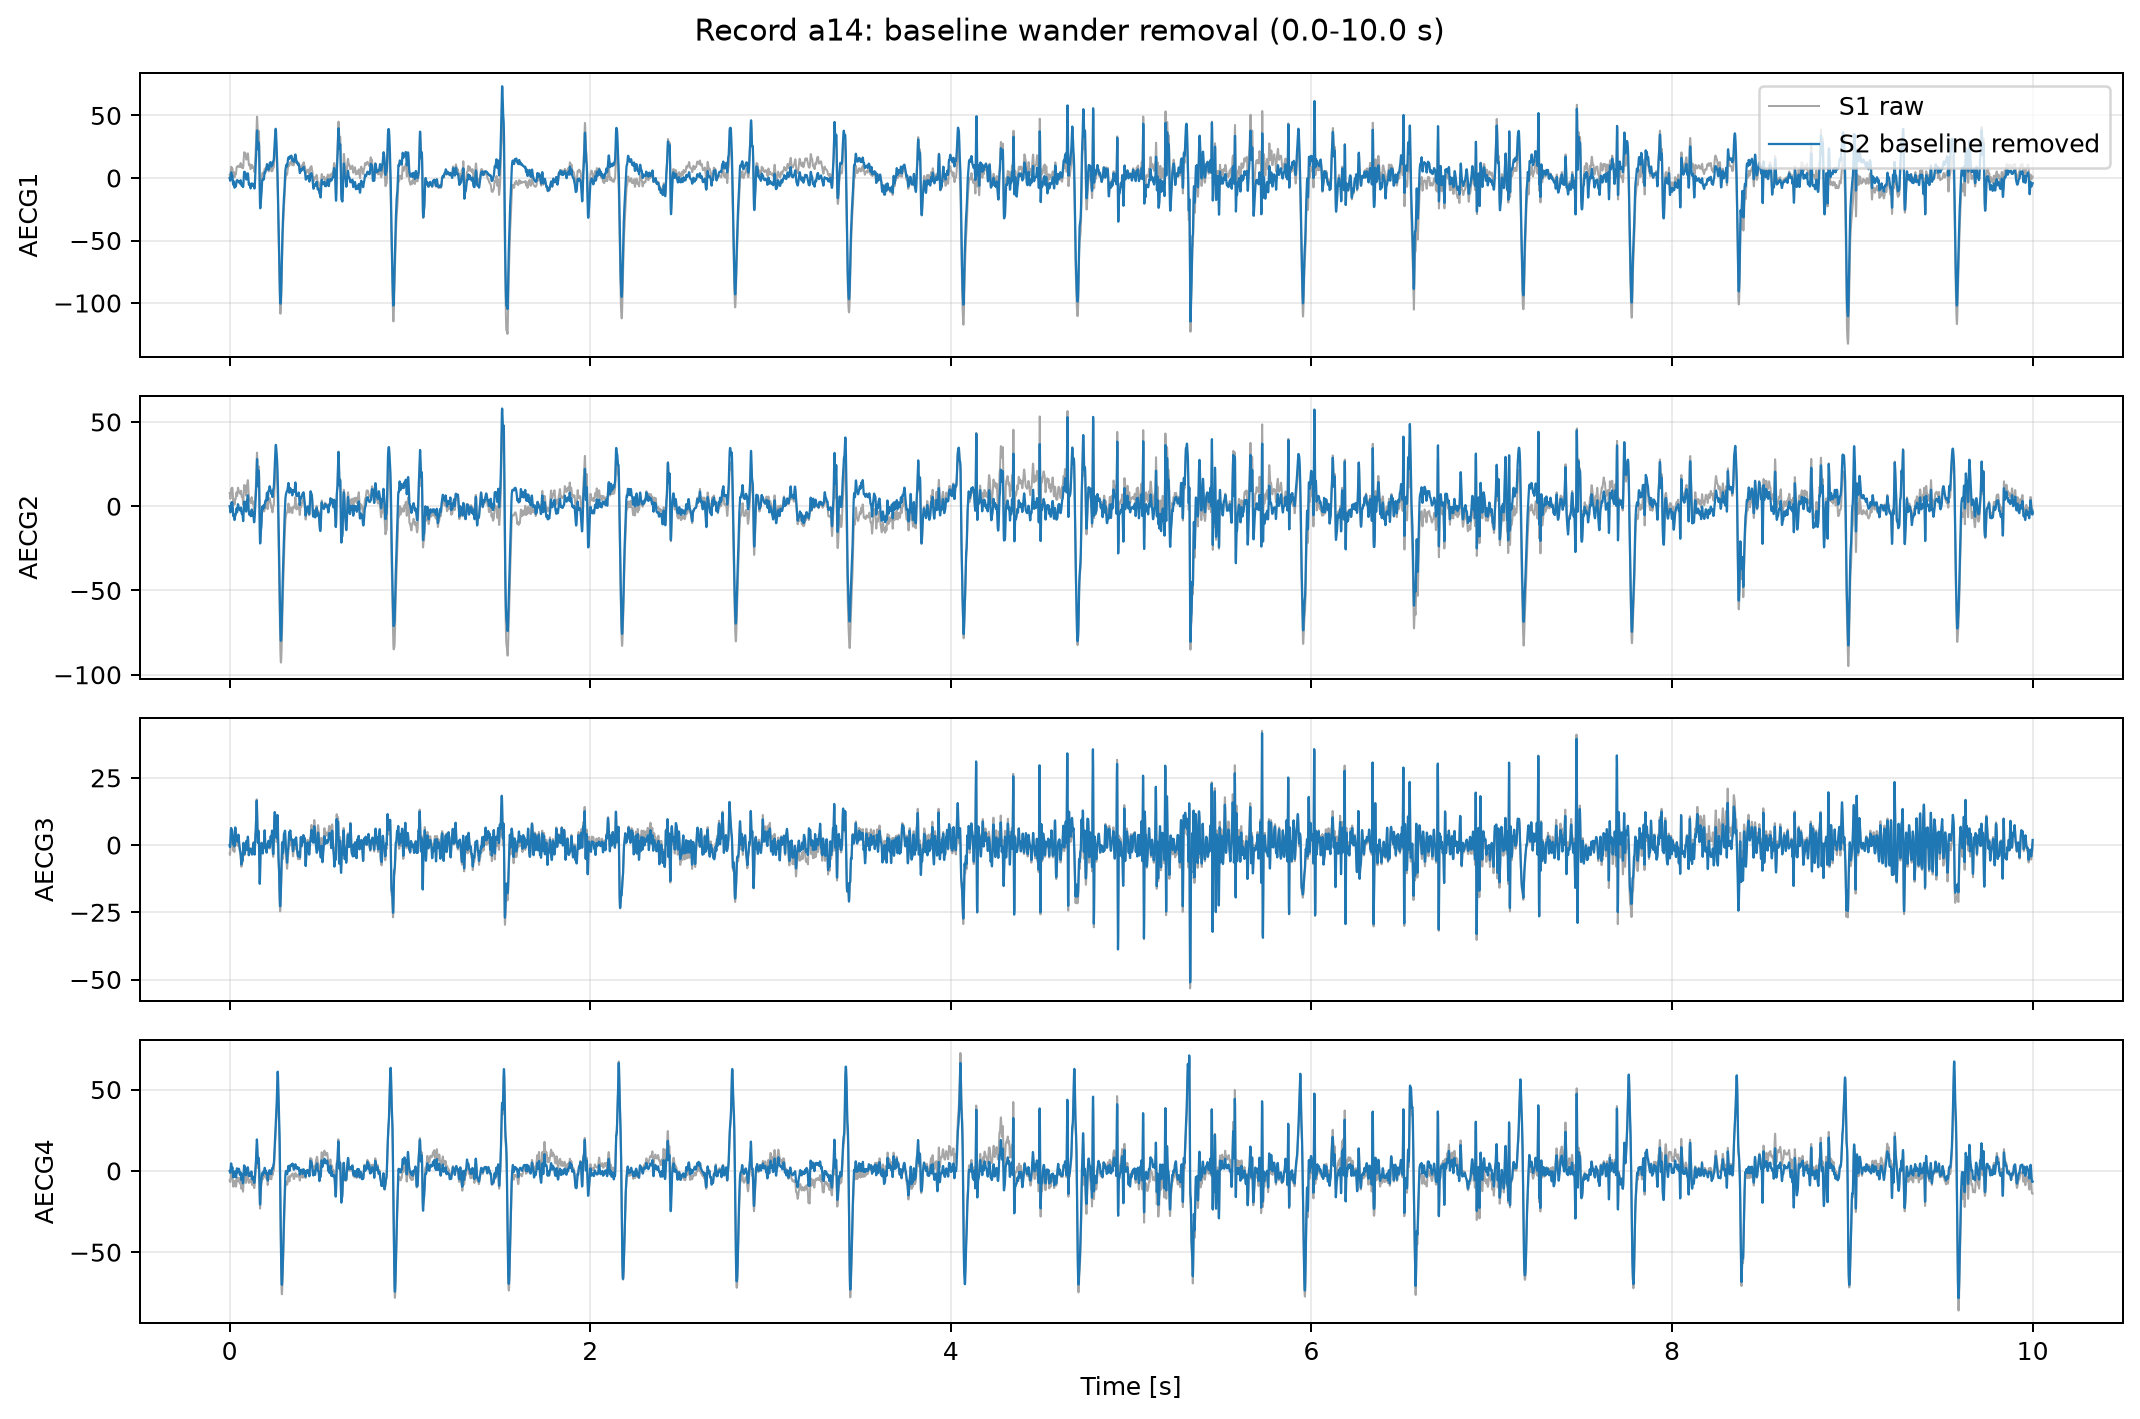 Record a14: baseline wander removal (0.0-10.0 s)
S1 raw
S2 baseline removed
50
0
−50
−100
AECG1
50
0
−50
−100
AECG2
25
0
−25
−50
AECG3
50
0
−50
AECG4
0 2 4 6 8 10
Time [s]